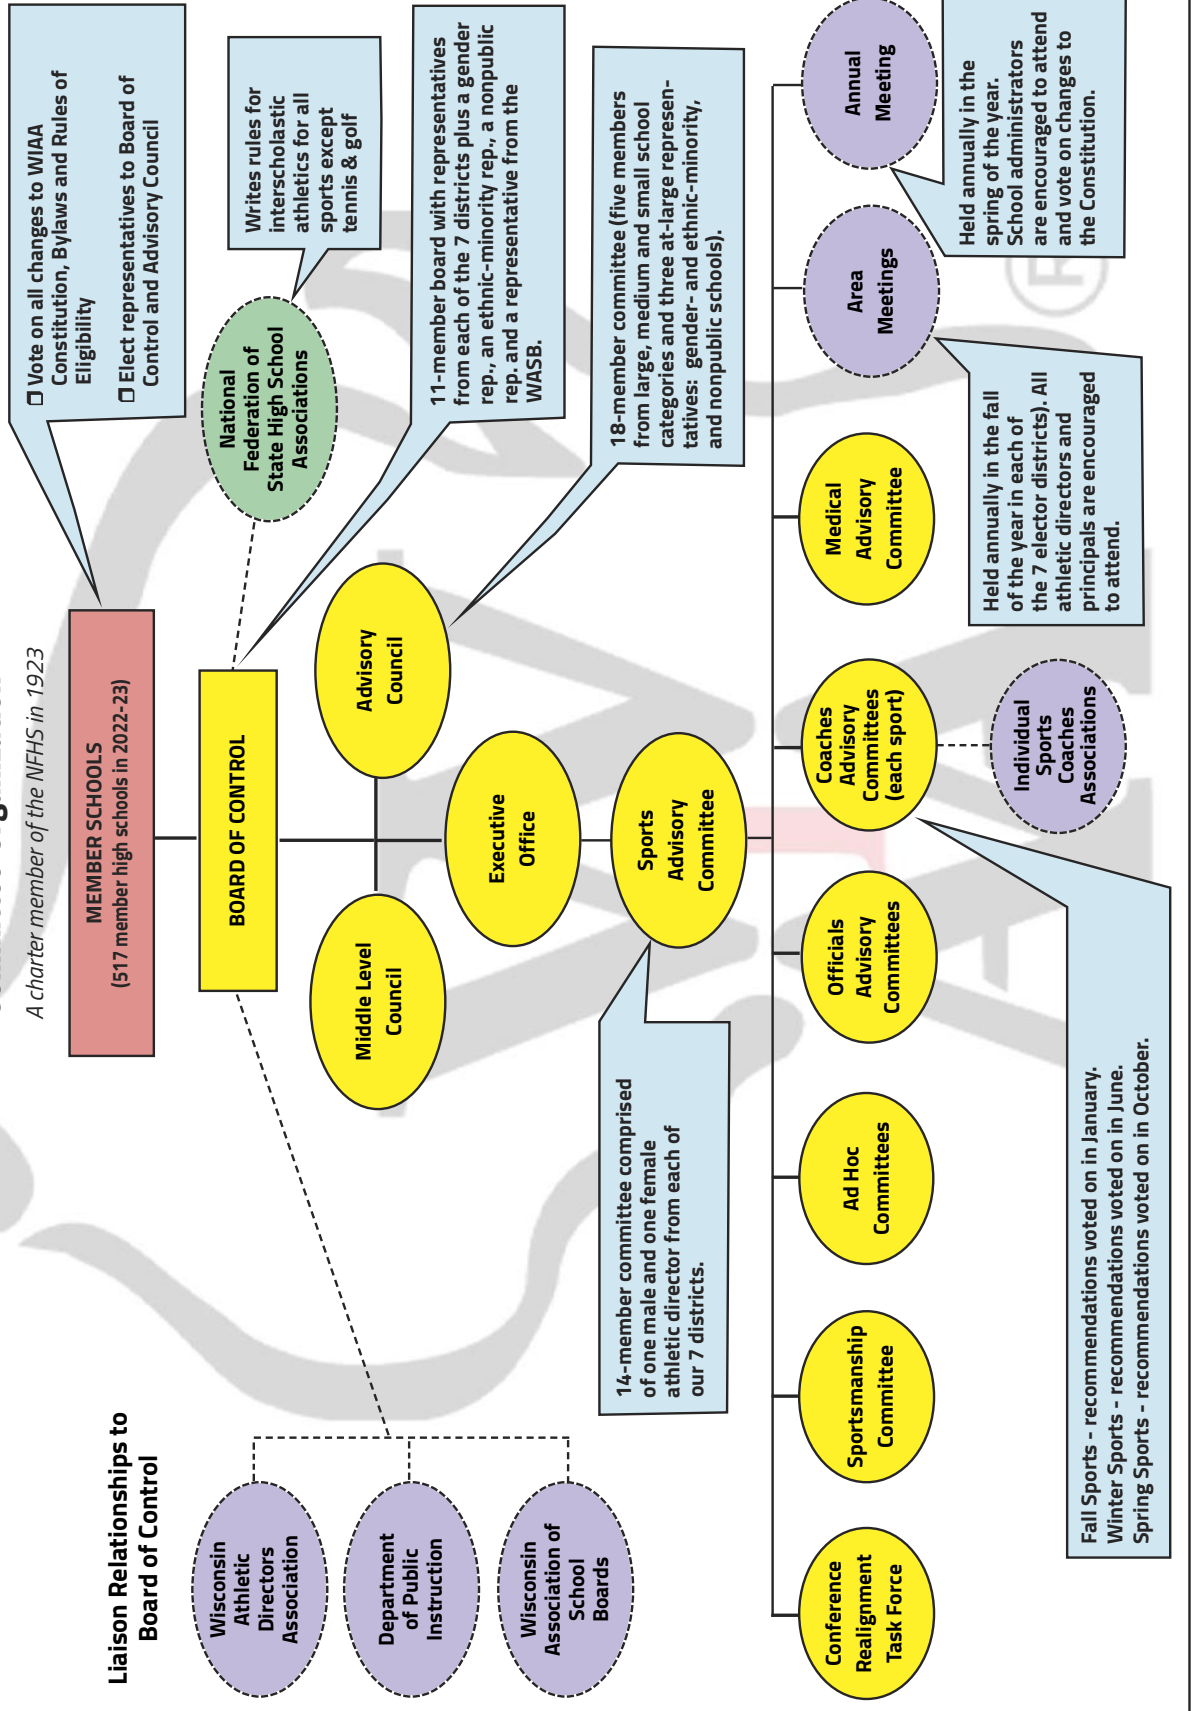 A charter member of the NFHS in 1923
MEMBER SCHOOLS
(517 member high schools in 2022-23)
❒ Vote on all changes to WIAA
Constitution, Bylaws and Rules of
Eligibility
❒ Elect representatives to Board of
Control and Advisory Council
Liaison Relationships to
Board of Control
BOARD OF CONTROL
National
Federation of
State High School
Associations
Writes rules for
interscholastic
athletics for all
sports except
tennis & golf
Wisconsin
Athletic
Directors
Association
Department
of Public
Instruction
Wisconsin
Association of
School
Boards
Middle Level
Council
Advisory
Council
11-member board with representatives
from each of the 7 districts plus a gender
rep., an ethnic-minority rep., a nonpublic
rep. and a representative from the
WASB.
Executive
Office
18-member committee (five members
from large, medium and small school
categories and three at-large represen-
tatives: gender- and ethnic-minority,
and nonpublic schools).
14-member committee comprised
of one male and one female
athletic director from each of
our 7 districts.
Sports
Advisory
Committee
Conference
Realignment
Task Force
Sportsmanship
Committee
Ad Hoc
Committees
Officials
Advisory
Committees
Coaches
Advisory
Committees
(each sport)
Medical
Advisory
Committee
Area
Meetings
Annual
Meeting
Individual
Sports
Coaches
Associations
Held annually in the fall
of the year in each of
the 7 elector districts). All
athletic directors and
principals are encouraged
to attend.
Held annually in the
spring of the year.
School administrators
are encouraged to attend
and vote on changes to
the Constitution.
Fall Sports - recommendations voted on in January.
Winter Sports - recommendations voted on in June.
Spring Sports - recommendations voted on in October.
®